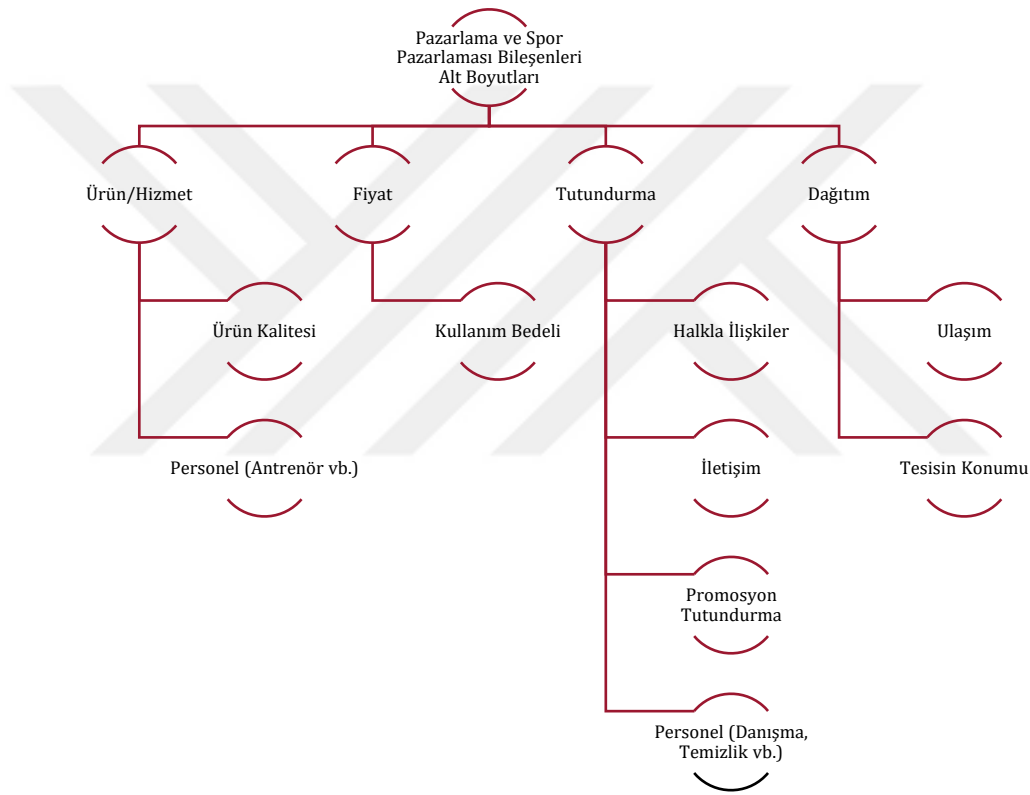 Pazarlama ve Spor
Pazarlaması Bileşenleri
Alt Boyutları
Ürün/Hizmet
Fiyat
Tutundurma
Dağıtım
Ürün Kalitesi
Kullanım Bedeli
Halkla İlişkiler
Ulaşım
Personel (Antrenör vb.)
İletişim
Tesisin Konumu
Promosyon
Tutundurma
Personel (Danışma,
Temizlik vb.)